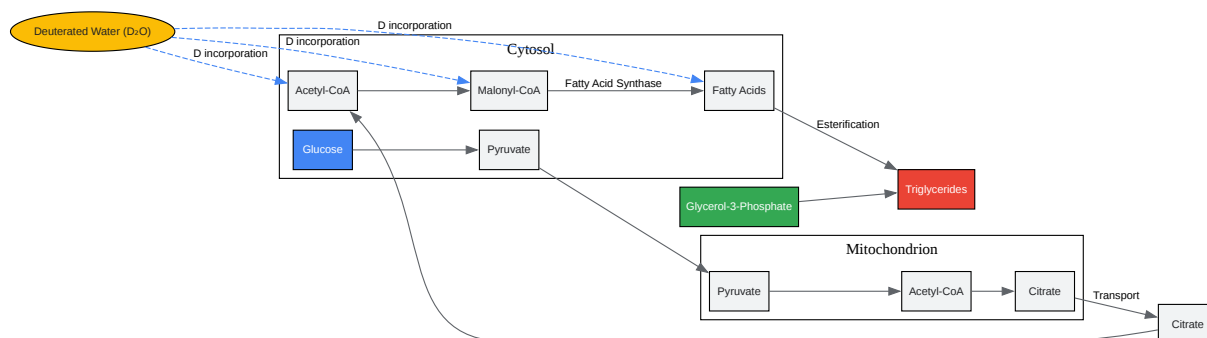 D incorporation
Deuterated Water (D₂O)
D incorporation
Cytosol
D incorporation
Acetyl-CoA
Malonyl-CoA
Fatty Acid Synthase
Fatty Acids
Esterification
Glucose
Pyruvate
Triglycerides
Glycerol-3-Phosphate
Mitochondrion
Pyruvate
Acetyl-CoA
Citrate
Transport
Citrate